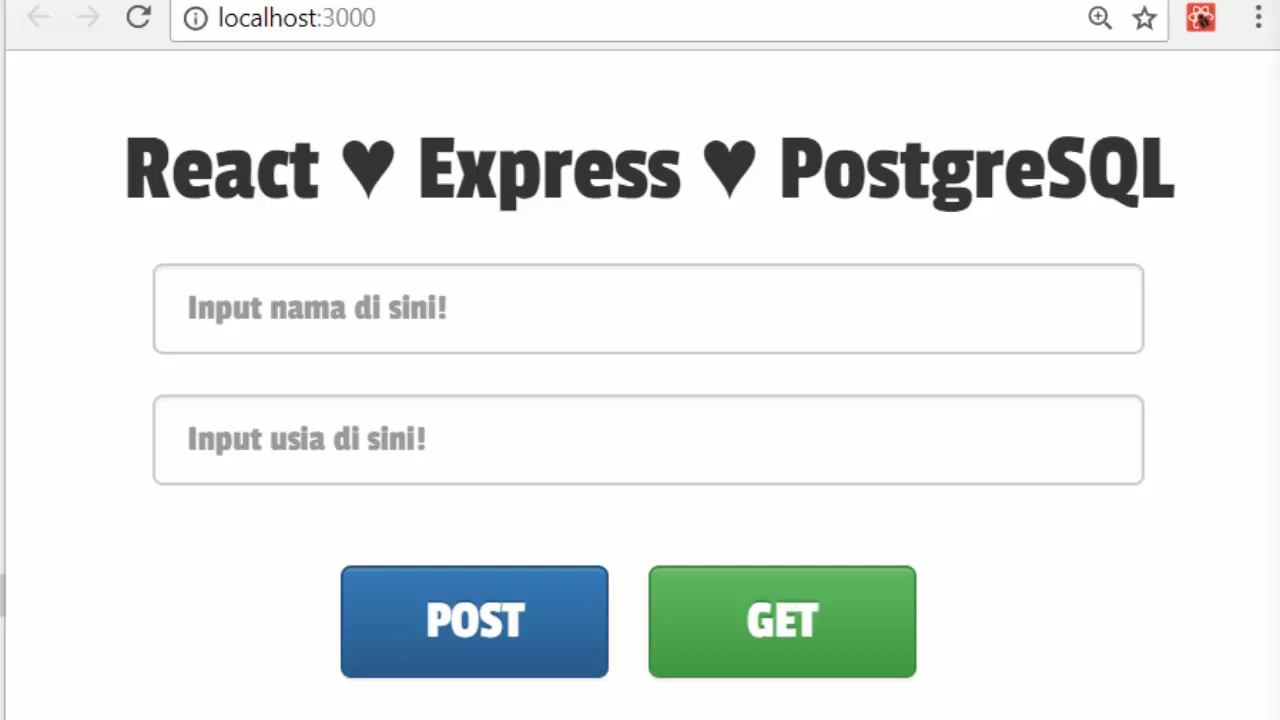 localhost:3000
React ♥ Express ♥ PostgreSQL
Input nama di sini!
Input usia di sini!
POST GET